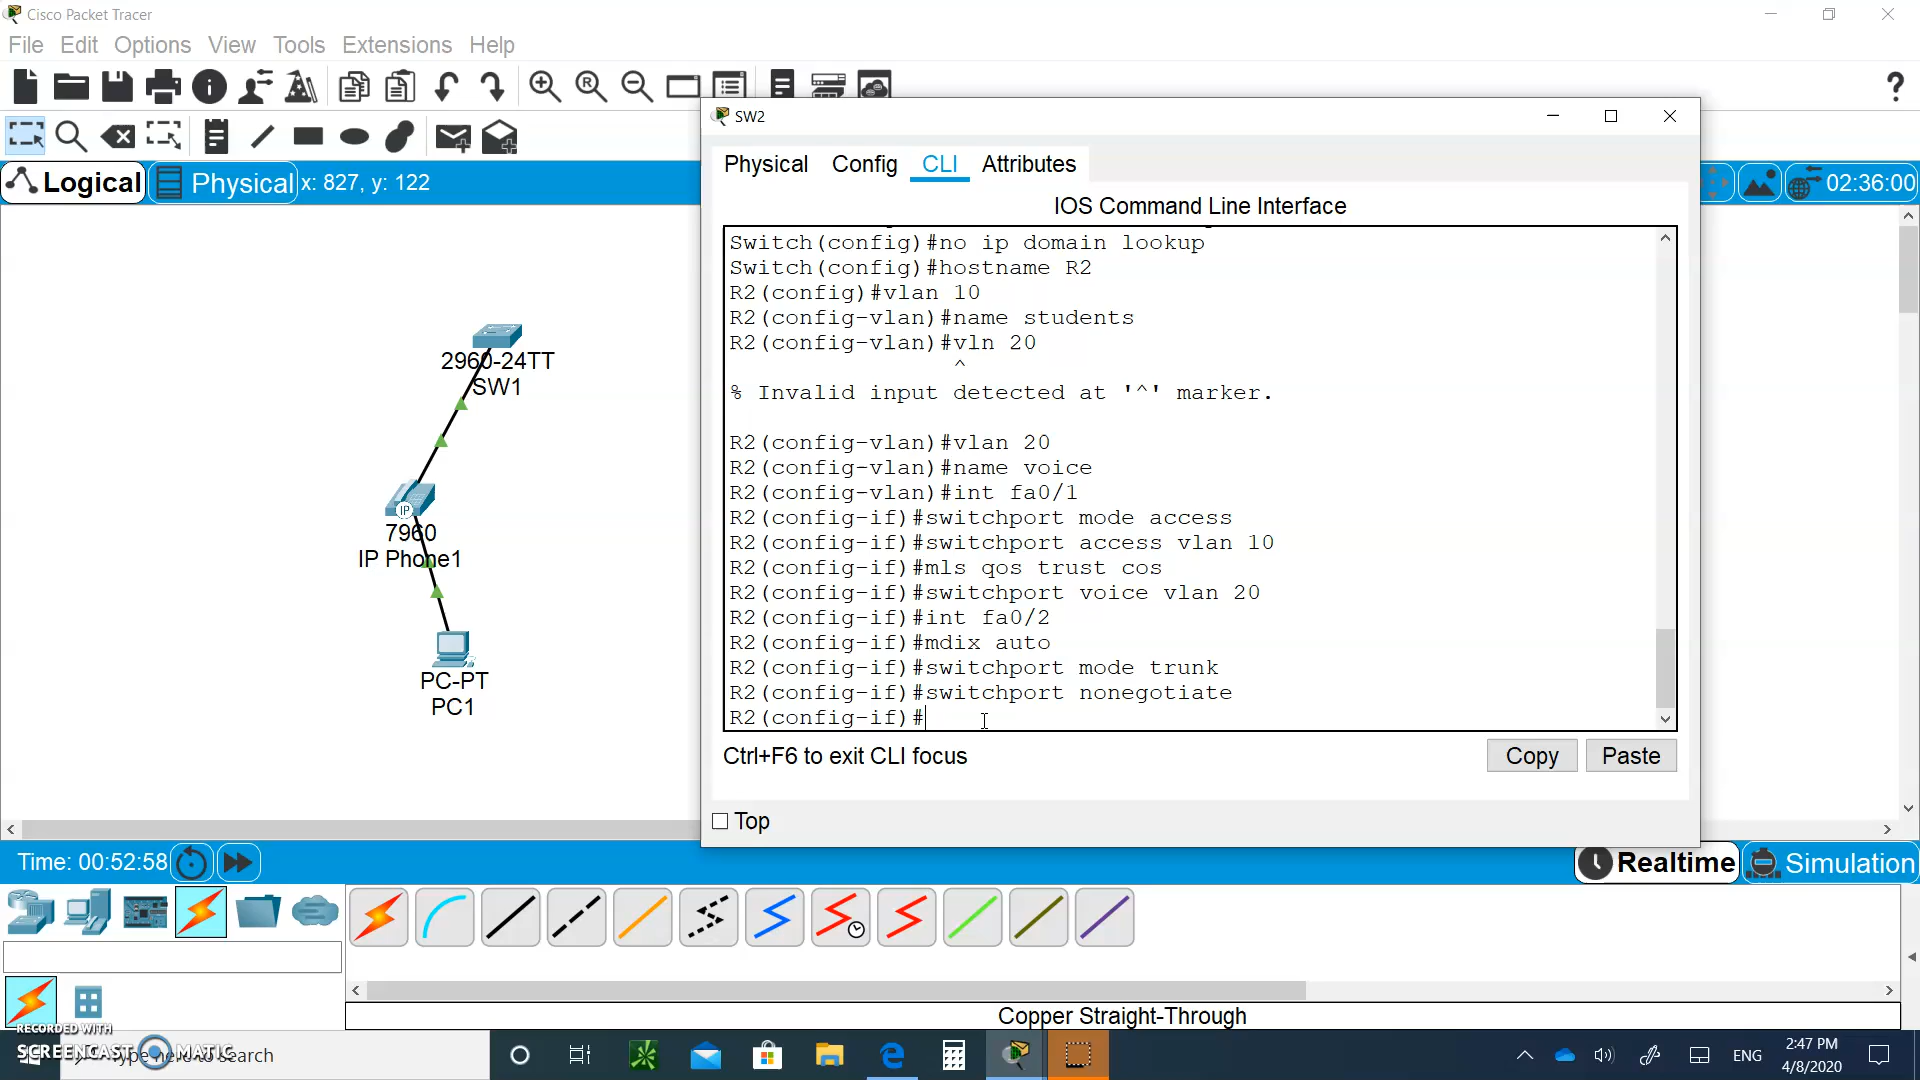 Cisco Packet Tracer
File Edit Options View Tools Extensions Help
SW2
Physical Config CLI Attributes
Logical Physical x: 827, y: 122
02:36:00
IOS Command Line Interface
Switch(config)#no ip domain lookup
Switch(config)#hostname R2
R2(config)#vlan 10
R2(config-vlan)#name students
R2(config-vlan)#vln 20
^
% Invalid input detected at '^' marker.
R2(config-vlan)#vlan 20
R2(config-vlan)#name voice
R2(config-vlan)#int fa0/1
R2(config-if)#switchport mode access
R2(config-if)#switchport access vlan 10
R2(config-if)#mls qos trust cos
R2(config-if)#switchport voice vlan 20
R2(config-if)#int fa0/2
R2(config-if)#mdix auto
R2(config-if)#switchport mode trunk
R2(config-if)#switchport nonegotiate
R2(config-if)#
Ctrl+F6 to exit CLI focus
Copy Paste
Top
2960-24TT
SW1
IP
7960
IP Phone1
PC-PT
PC1
Time: 00:52:58
Realtime Simulation
Copper Straight-Through
RECORDED WITH
SCREENCAST MATIC
Type here to search
ENG
2:47 PM
4/8/2020